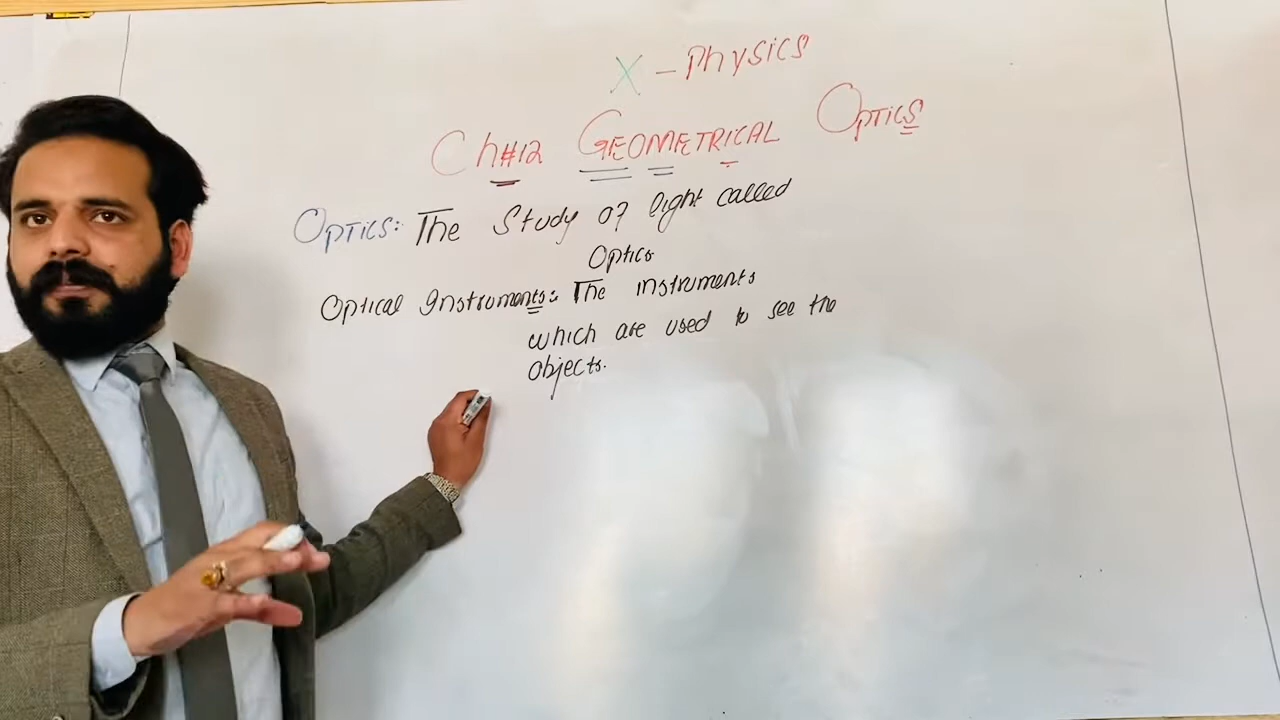 X - Physics
Ch#12 GEOMETRICAL OPTICS
OPTICS: The Study of light called
Optics
Optical Instruments: The instruments
which are used to see the
objects.